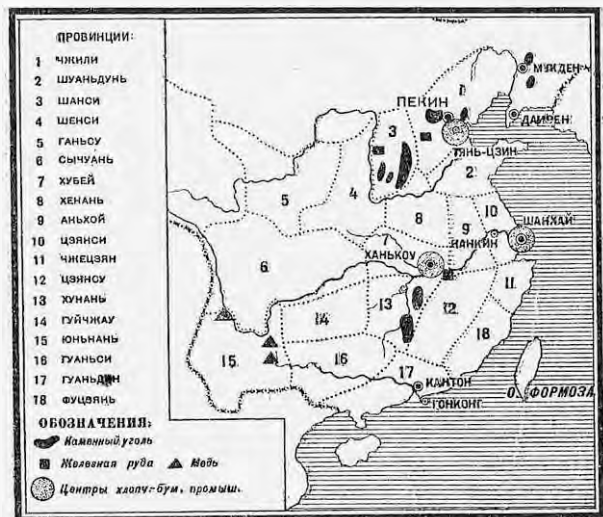 ПРОВИНЦИИ:
1 ЧЖИЛИ
2 ШУАНЬДУНЬ
3 ШАНСИ
4 ШЕНСИ
5 ГАНЬСУ
6 СЫЧУАНЬ
7 ХУБЕЙ
8 ХЕНАНЬ
9 АНЬХОЙ
10 ЦЗЯНСИ
11 ЧЖЕЦЗЯН
12 ЦЗЯНСУ
13 ХУНАНЬ
14 ГУЙЧЖАУ
15 ЮНЬНАНЬ
16 ГУАНЬСИ
17 ГУАНЬДУН
18 ФУЦЗЯНЬ
ОБОЗНАЧЕНИЯ:
Каменный уголь
Железная руда
Медь
Центры хлопч-бум. промыш.
1
МУКДЕН
ПЕКИН
ДАЙРЕН
3
ТЯНЬ-ЦЗИН
2
5
4
8
10
9
ШАНХАЙ
7
НАНКИН
ХАНЬКОУ
6
11
13
12
14
18
15
16
17
КАНТОН
ГОНКОНГ
О. ФОРМОЗА